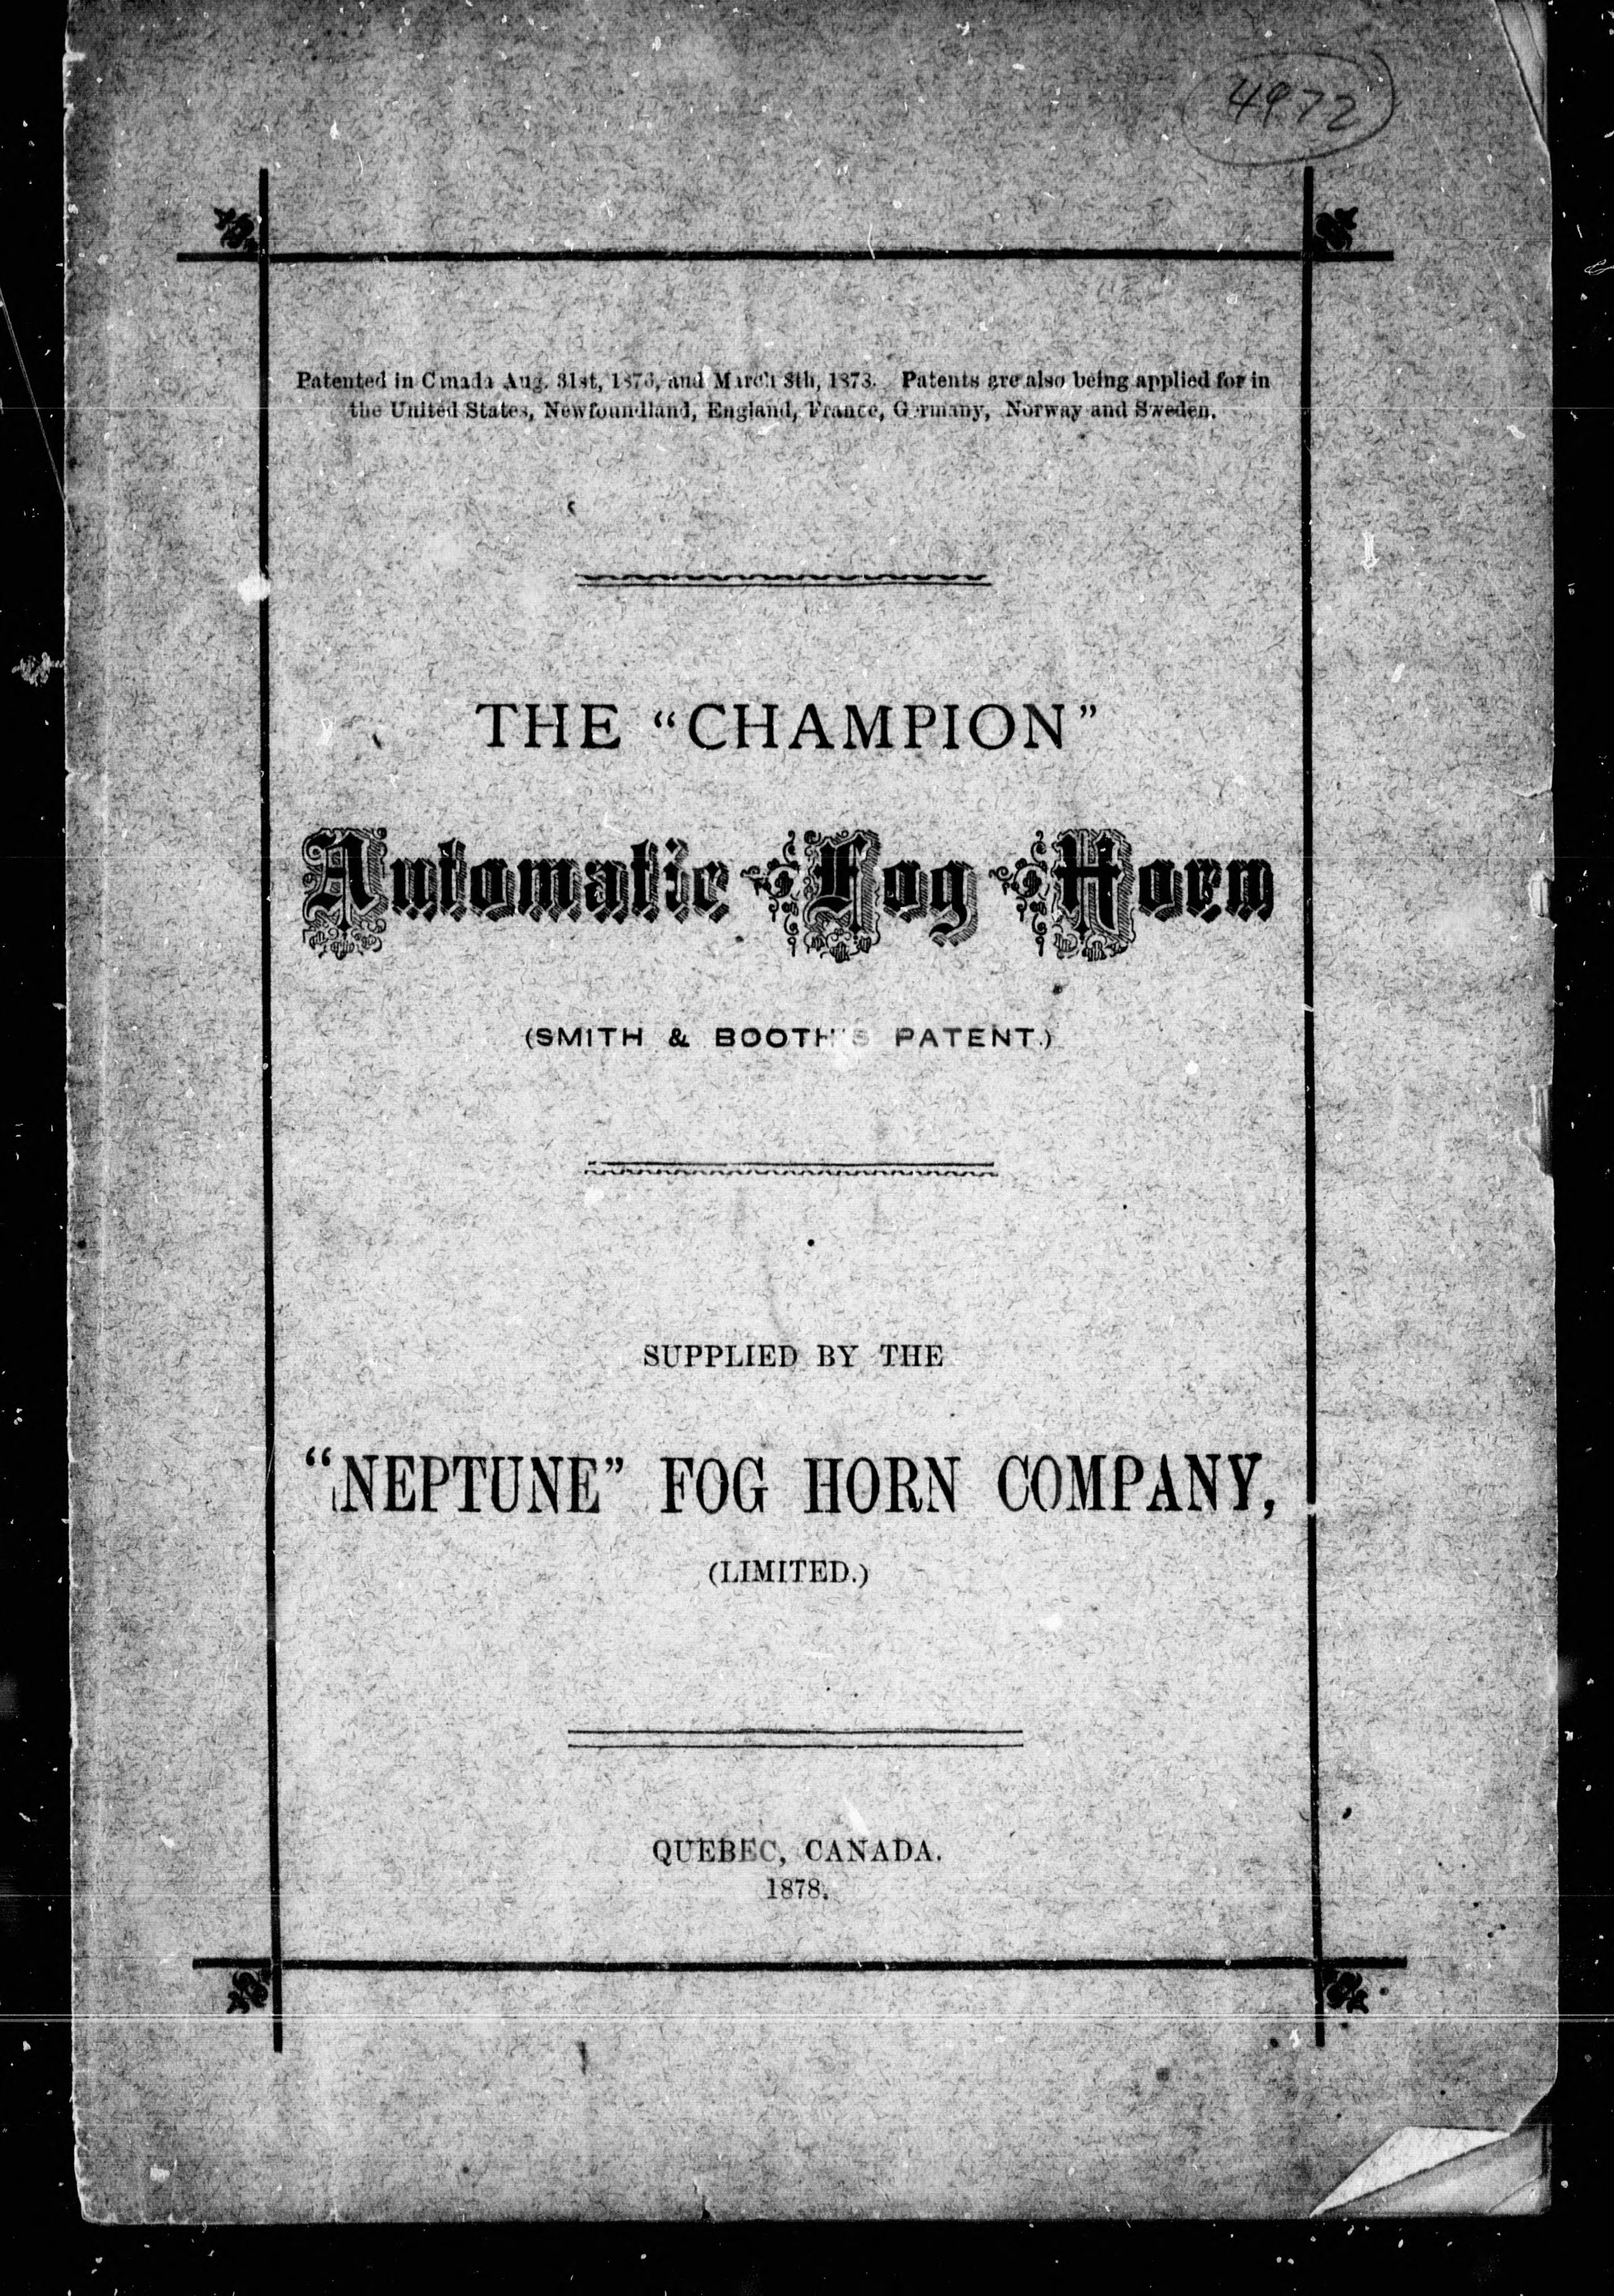 4972
Patented in Canada Aug. 31st, 1876, and March 8th, 1878. Patents are also being applied for in
the United States, Newfoundland, England, France, Germany, Norway and Sweden.
THE “CHAMPION”
Automatic Fog Horn
(SMITH & BOOTH'S PATENT.)
SUPPLIED BY THE
“NEPTUNE” FOG HORN COMPANY,
(LIMITED.)
QUEBEC, CANADA.
1878.